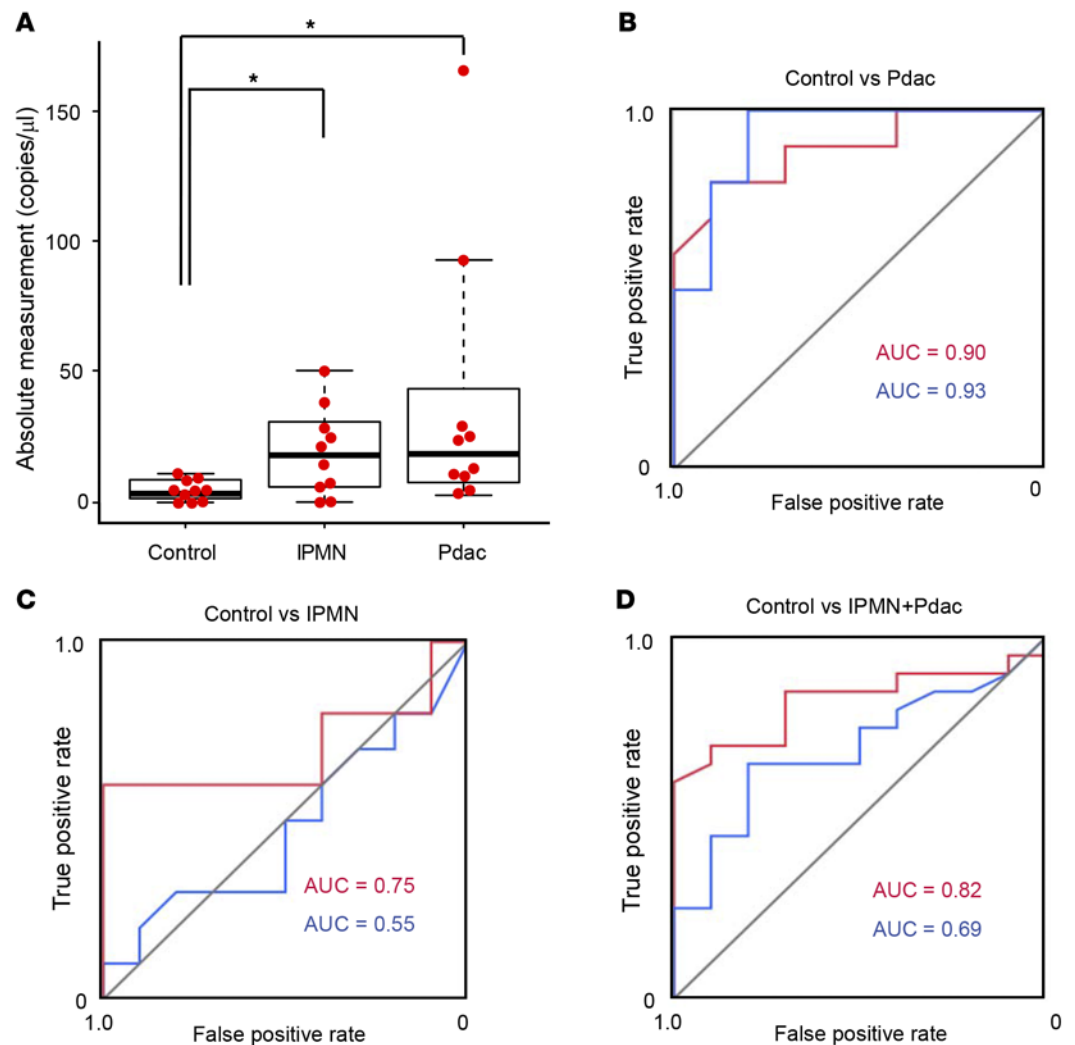 A
*
*
Absolute measurement (copies/µl)
150
100
50
0
Control
IPMN
Pdac
B
Control vs Pdac
1.0
True positive rate
AUC = 0.90
AUC = 0.93
0
1.0
False positive rate
0
C
Control vs IPMN
1.0
True positive rate
AUC = 0.75
AUC = 0.55
0
1.0
False positive rate
0
D
Control vs IPMN+Pdac
1.0
True positive rate
AUC = 0.82
AUC = 0.69
0
1.0
False positive rate
0